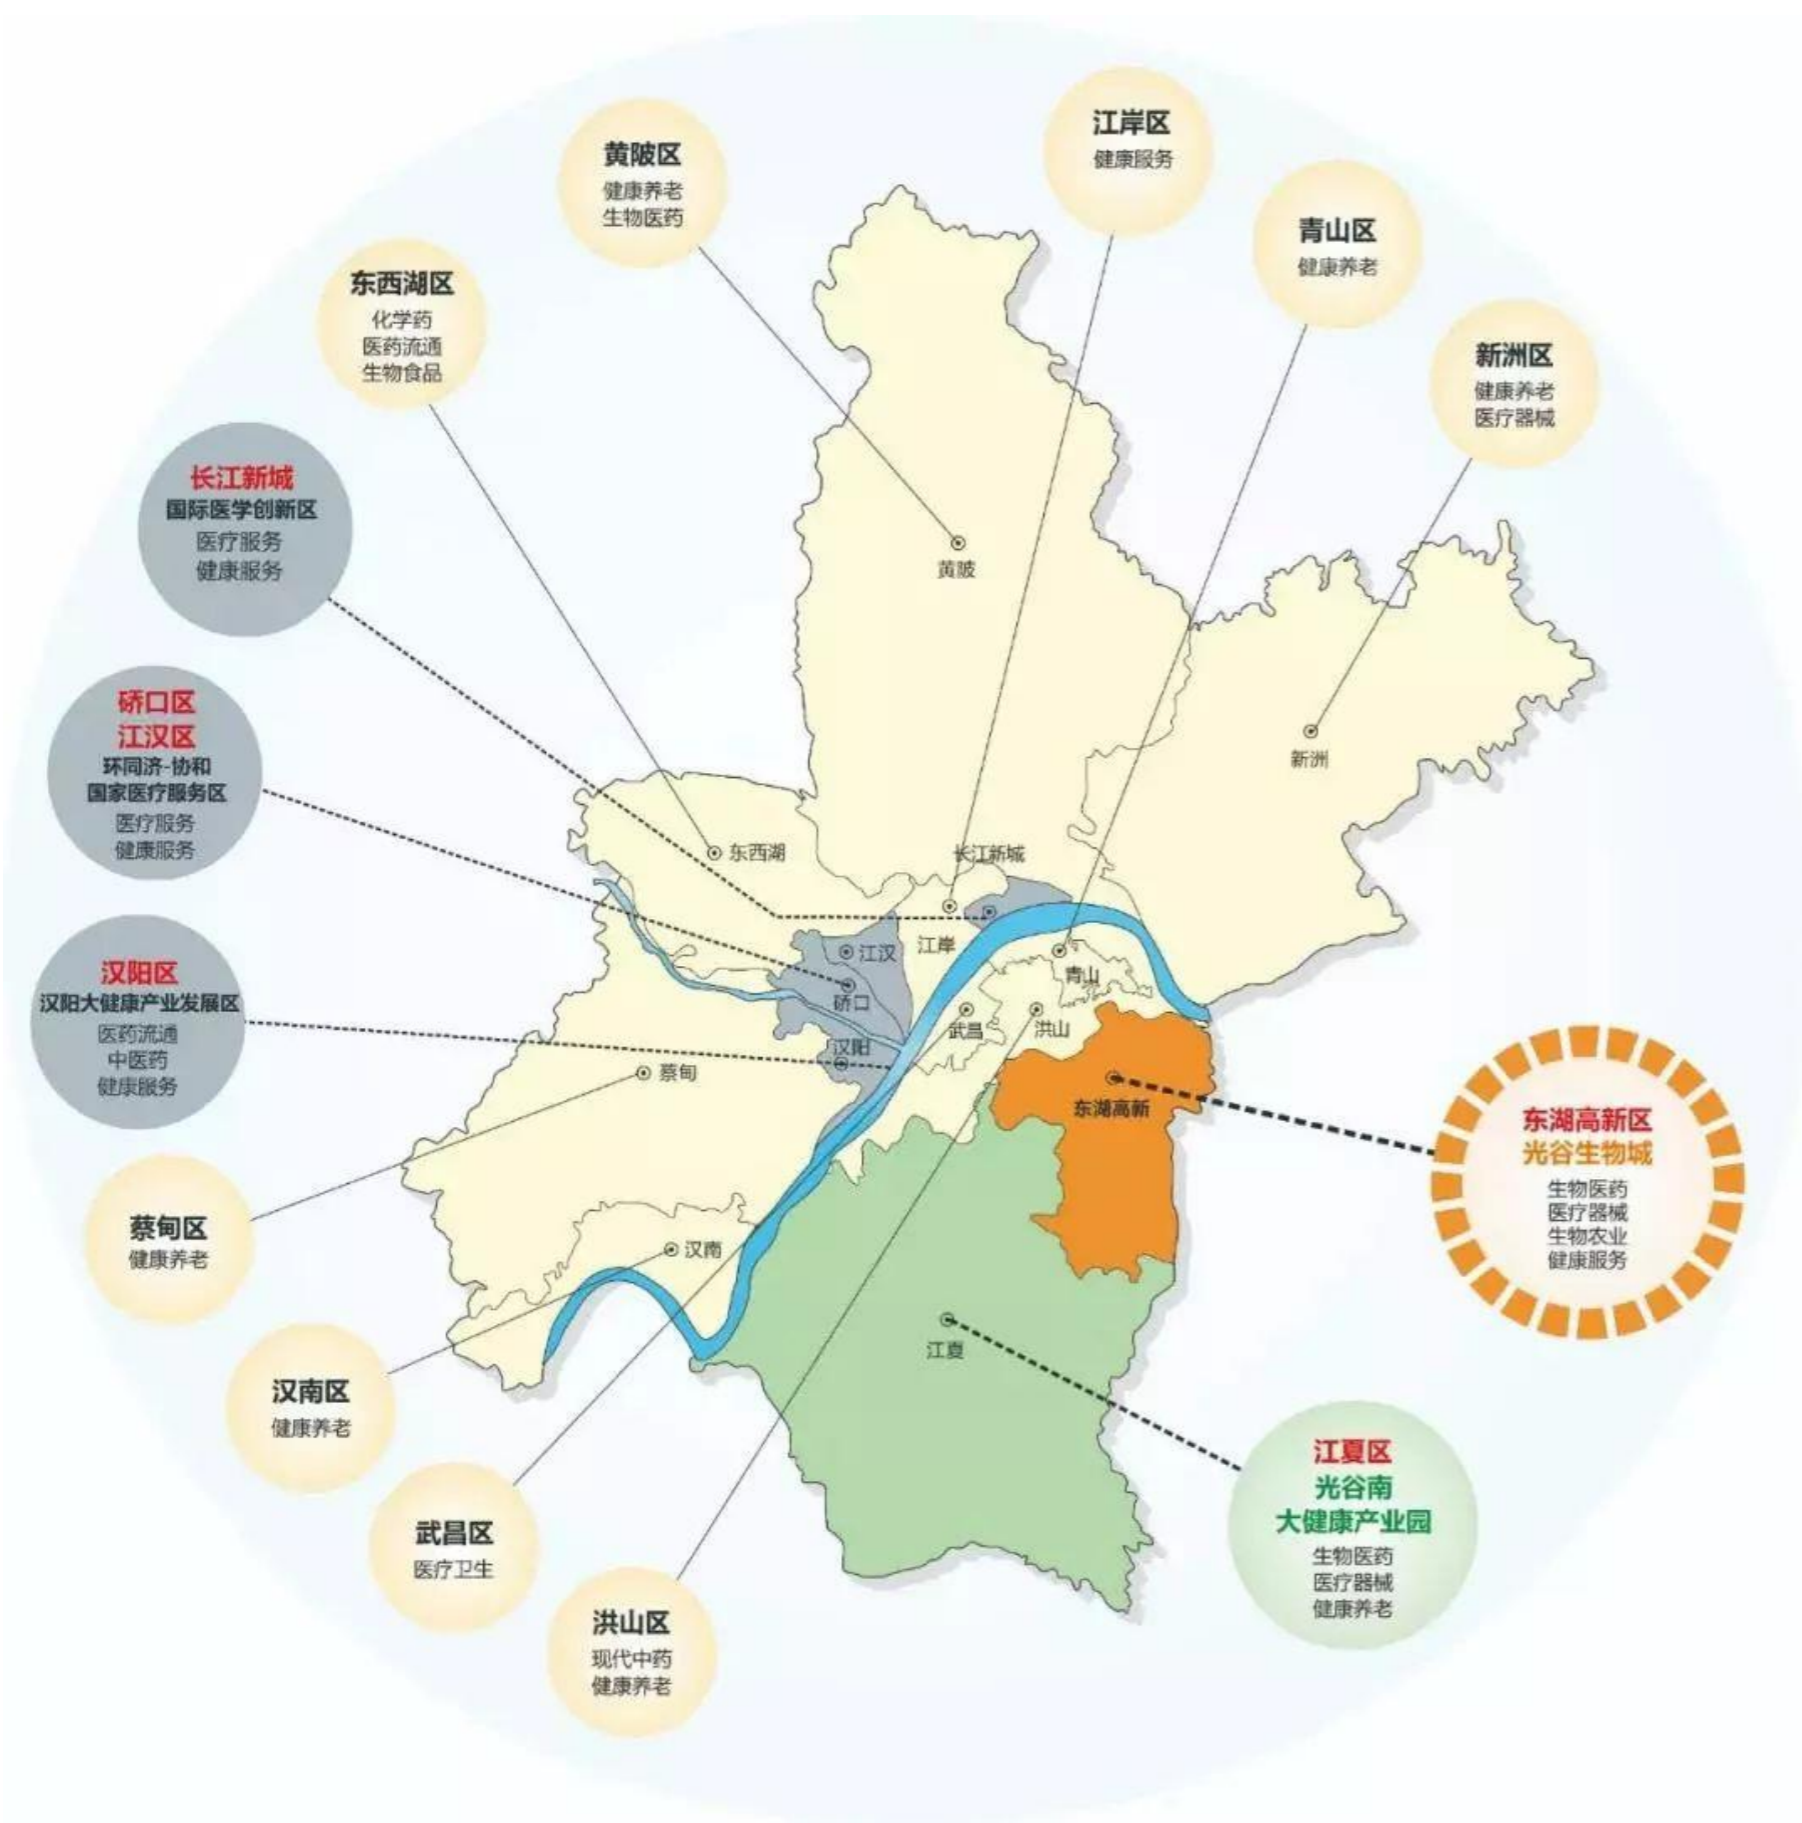 江岸区
健康服务
黄陂区
健康养老
生物医药
青山区
健康养老
东西湖区
化学药
医药流通
生物食品
新洲区
健康养老
医疗器械
长江新城
国际医学创新区
医疗服务
健康服务
硚口区
江汉区
环同济-协和
国家医疗服务区
医疗服务
健康服务
汉阳区
汉阳大健康产业发展区
医药流通
中医药
健康服务
蔡甸区
健康养老
汉南区
健康养老
武昌区
医疗卫生
洪山区
现代中药
健康养老
东湖高新区
光谷生物城
生物医药
医疗器械
生物农业
健康服务
江夏区
光谷南
大健康产业园
生物医药
医疗器械
健康养老
黄陂
新洲
东西湖
长江新城
江汉
江岸
青山
硚口
武昌
洪山
汉阳
蔡甸
东湖高新
汉南
江夏